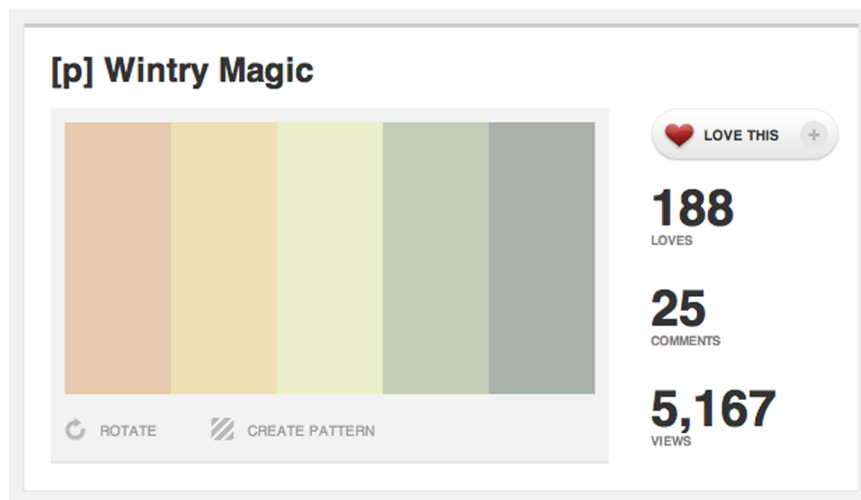 [p] Wintry Magic
LOVE THIS +
188
LOVES
25
COMMENTS
5,167
VIEWS
ROTATE
CREATE PATTERN